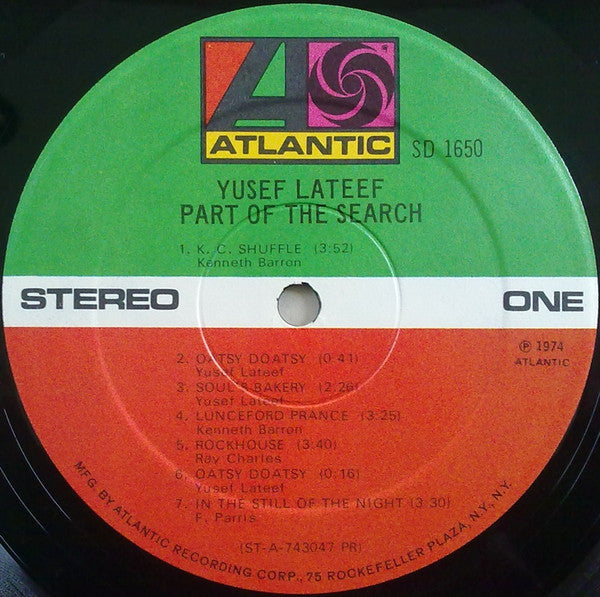 ATLANTIC
SD 1650
YUSEF LATEEF
PART OF THE SEARCH
1. K. C. SHUFFLE (3:52)
Kenneth Barron
STEREO
ONE
℗ 1974
ATLANTIC
2. OATSY DOATSY (0:41)
Yusef Lateef
3. SOUL'S BAKERY (2:26)
Yusef Lateef
4. LUNCEFORD PRANCE (3:25)
Kenneth Barron
5. ROCKHOUSE (3:40)
Ray Charles
6. OATSY DOATSY (0:16)
Yusef Lateef
7. IN THE STILL OF THE NIGHT (3:30)
F. Parris
(ST-A-743047 PR)
MFG. BY ATLANTIC RECORDING CORP., 75 ROCKEFELLER PLAZA, N.Y., N.Y.